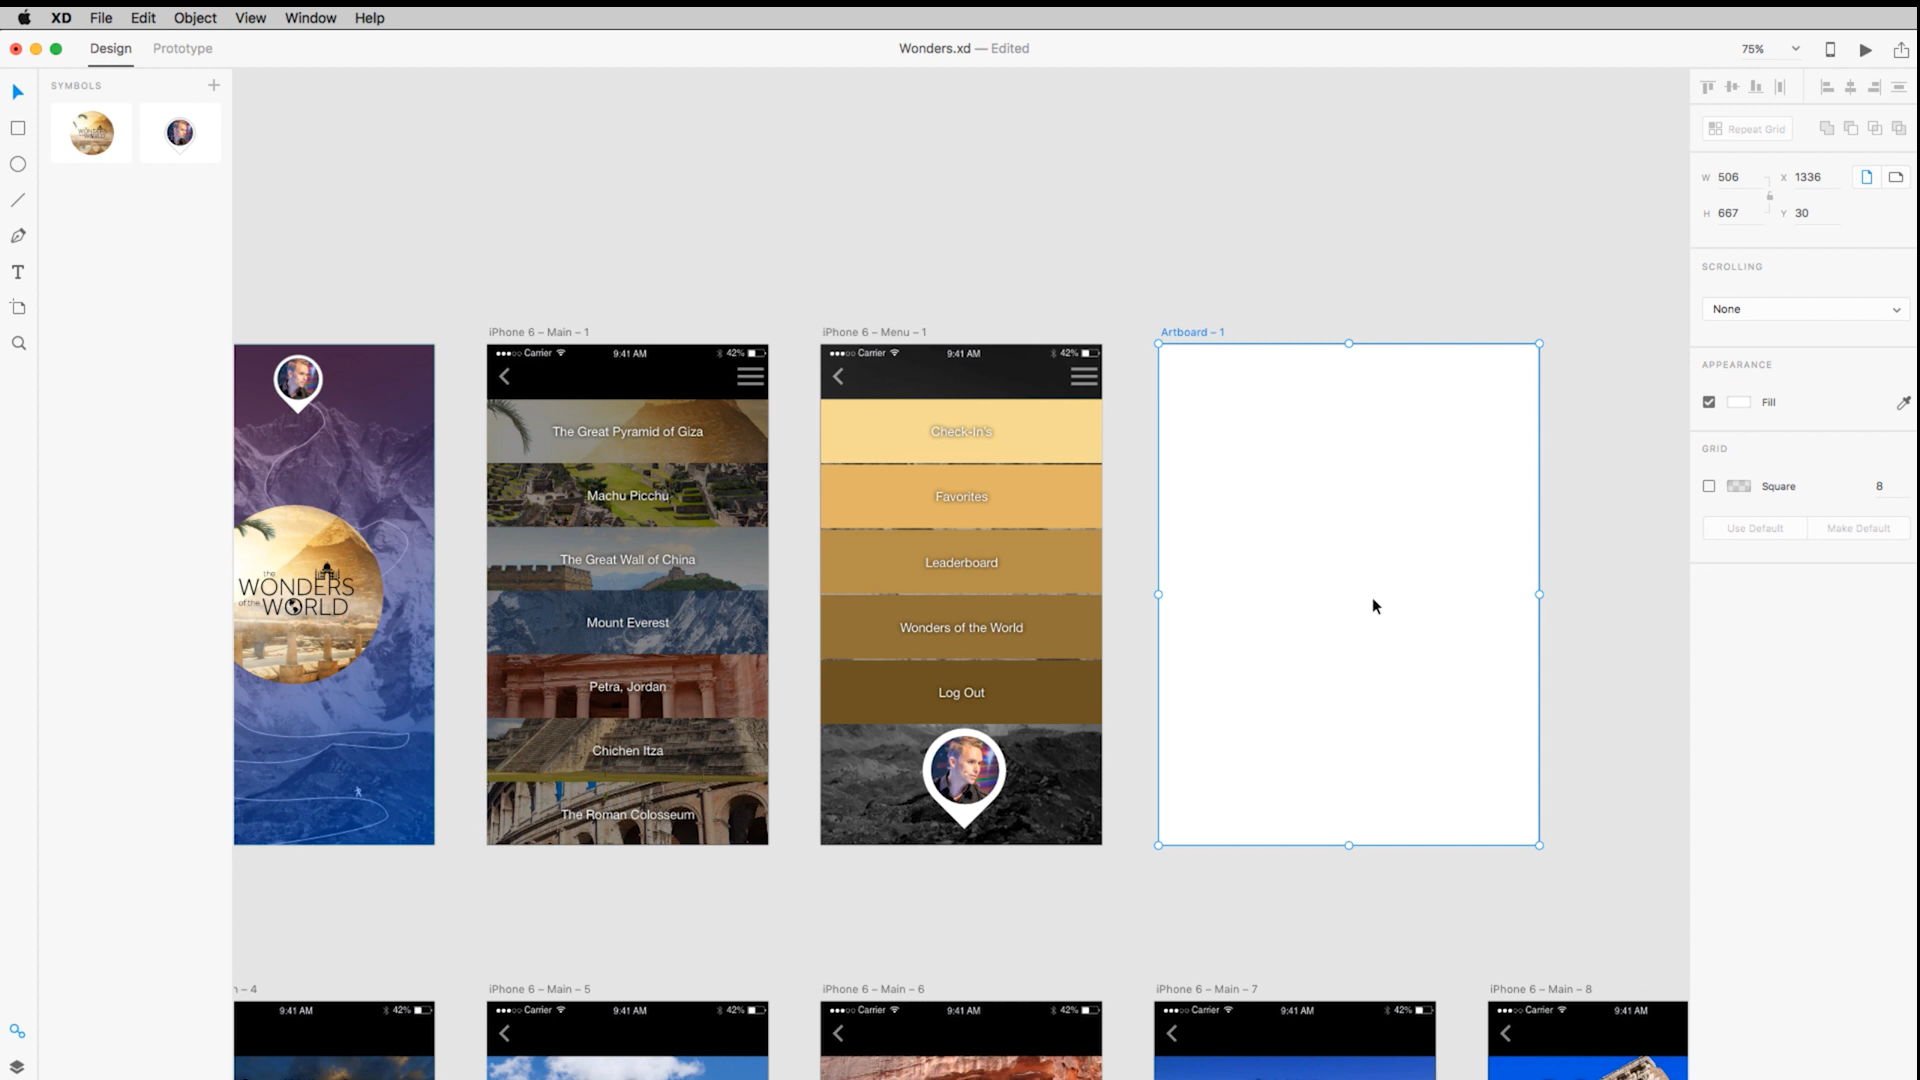 XD File Edit Object View Window Help
Design Prototype Wonders.xd — Edited 75%
SYMBOLS
Repeat Grid
W 506 X 1336
H 667 Y 30
SCROLLING
None
APPEARANCE
Fill
GRID
Square 8
Use Default Make Default
the
WONDERS
of the WORLD
iPhone 6 – Main – 1
Carrier 9:41 AM 42%
The Great Pyramid of Giza
Machu Picchu
The Great Wall of China
Mount Everest
Petra, Jordan
Chichen Itza
The Roman Colosseum
iPhone 6 – Menu – 1
Carrier 9:41 AM 42%
Check-In's
Favorites
Leaderboard
Wonders of the World
Log Out
Artboard – 1
– 4
9:41 AM 42%
iPhone 6 – Main – 5
Carrier 9:41 AM 42%
iPhone 6 – Main – 6
Carrier 9:41 AM 42%
iPhone 6 – Main – 7
Carrier 9:41 AM 42%
iPhone 6 – Main – 8
Carrier 9:41 AM